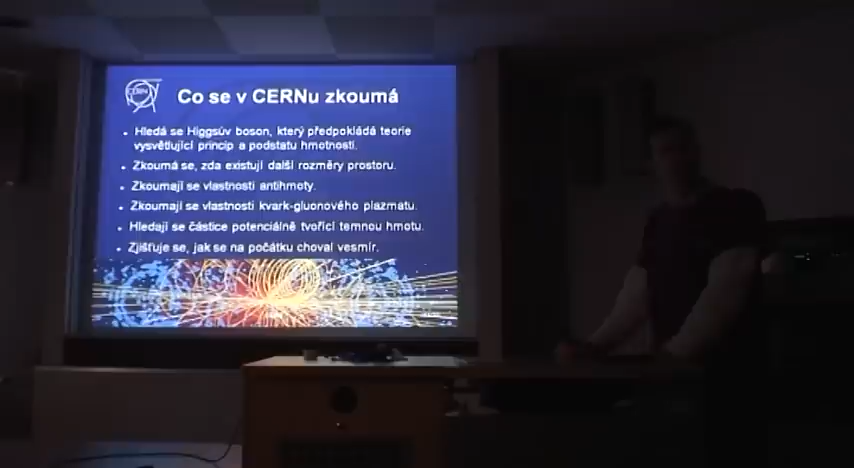 CERN
Co se v CERNu zkoumá
Hledá se Higgsův boson, který předpokládá teorie
vysvětlující princip a podstatu hmotnosti.
Zkoumá se, zda existují další rozměry prostoru.
Zkoumají se vlastnosti antihmoty.
Zkoumají se vlastnosti kvark-gluonového plazmatu.
Hledají se částice potenciálně tvořící temnou hmotu.
Zjišťuje se, jak se na počátku choval vesmír.